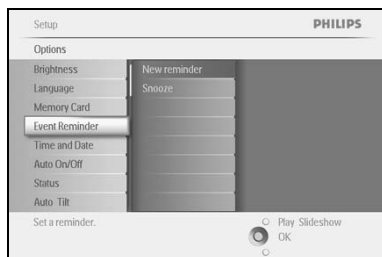 Setup PHILIPS
Options
Brightness New reminder
Language Snooze
Memory Card
Event Reminder
Time and Date
Auto On/Off
Status
Auto Tilt
Set a reminder. Play Slideshow
OK